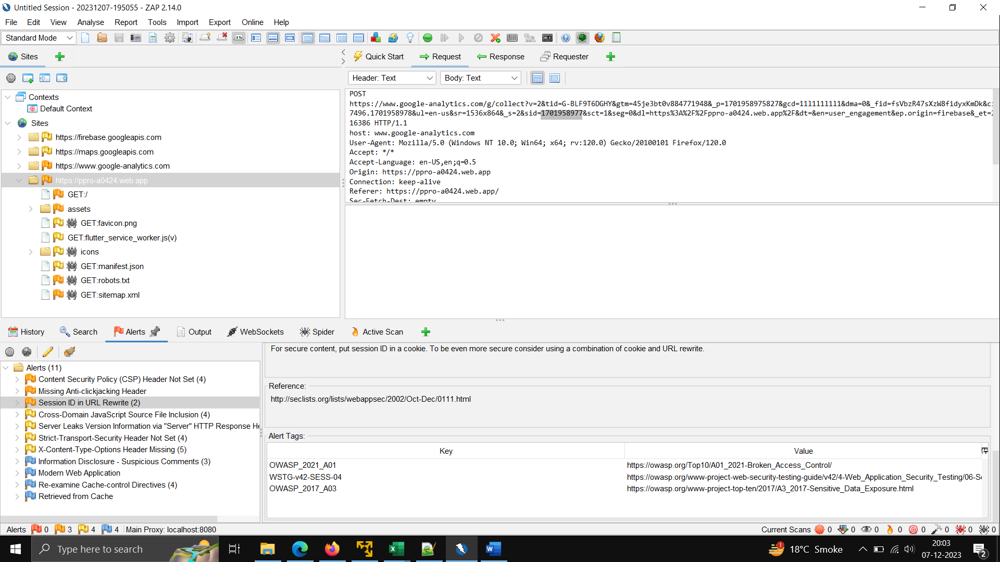 Untitled Session - 20231207-195055 - ZAP 2.14.0
File Edit View Analyse Report Tools Import Export Online Help
Standard Mode
Sites
Quick Start Request Response Requester
Header: Text Body: Text
Contexts
Default Context
Sites
https://firebase.googleapis.com
https://maps.googleapis.com
https://www.google-analytics.com
https://ppro-a0424.web.app
GET:/
assets
GET:favicon.png
GET:flutter_service_worker.js(v)
icons
GET:manifest.json
GET:robots.txt
GET:sitemap.xml
POST
https://www.google-analytics.com/g/collect?v=2&tid=G-BLF9T6DGHY&gtm=45je3bt0v884771948&_p=1701958975827&gcd=11l1l1l1l1&dma=0&_fid=fsVbzR47sXzW8fidyxKmDk&
7496.1701958978&ul=en-us&sr=1536x864&_s=2&sid=1701958977&sct=1&seg=0&dl=https%3A%2F%2Fppro-a0424.web.app%2F&dt=&en=user_engagement&ep.origin=firebase&_et=
16386 HTTP/1.1
host: www.google-analytics.com
User-Agent: Mozilla/5.0 (Windows NT 10.0; Win64; x64; rv:120.0) Gecko/20100101 Firefox/120.0
Accept: */*
Accept-Language: en-US,en;q=0.5
Origin: https://ppro-a0424.web.app
Connection: keep-alive
Referer: https://ppro-a0424.web.app/
Sec-Fetch-Dest: empty
History Search Alerts Output WebSockets Spider Active Scan
Alerts (11)
Content Security Policy (CSP) Header Not Set (4)
Missing Anti-clickjacking Header
Session ID in URL Rewrite (2)
Cross-Domain JavaScript Source File Inclusion (4)
Server Leaks Version Information via "Server" HTTP Response He
Strict-Transport-Security Header Not Set (4)
X-Content-Type-Options Header Missing (5)
Information Disclosure - Suspicious Comments (3)
Modern Web Application
Re-examine Cache-control Directives (4)
Retrieved from Cache
For secure content, put session ID in a cookie. To be even more secure consider using a combination of cookie and URL rewrite.
Reference:
http://seclists.org/lists/webappsec/2002/Oct-Dec/0111.html
Alert Tags:
Key Value
OWASP_2021_A01 https://owasp.org/Top10/A01_2021-Broken_Access_Control/
WSTG-v42-SESS-04 https://owasp.org/www-project-web-security-testing-guide/v42/4-Web_Application_Security_Testing/06-Se
OWASP_2017_A03 https://owasp.org/www-project-top-ten/2017/A3_2017-Sensitive_Data_Exposure.html
Alerts 0 3 4 4 Main Proxy: localhost:8080 Current Scans 0 0 0 0 0 0 0 0
Type here to search
1 18°C Smoke
20:03
07-12-2023
2